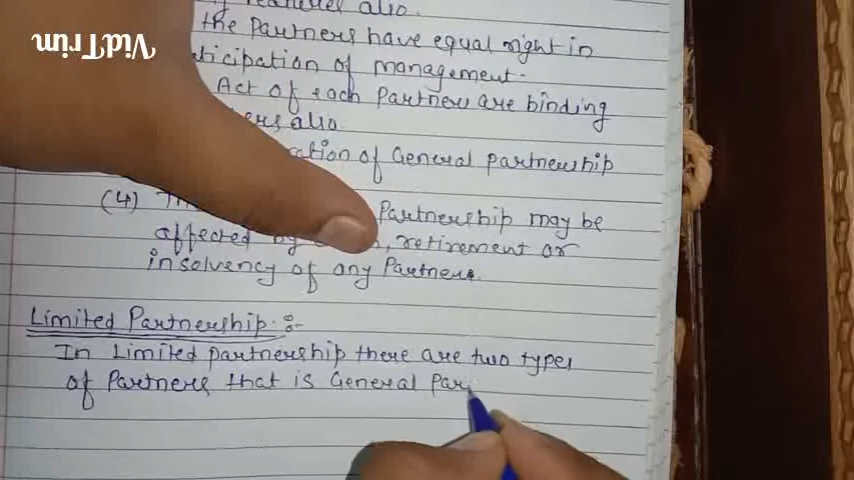 also.
the Partners have equal right in
ticipation of management.
Act of each Partner are binding
also.
ation of General partnership
(4) Partnership may be
affected by , retirement or
insolvency of any Partners.
Limited Partnership :-
In Limited partnership there are two types
of Partners that is General Par
VidTrim